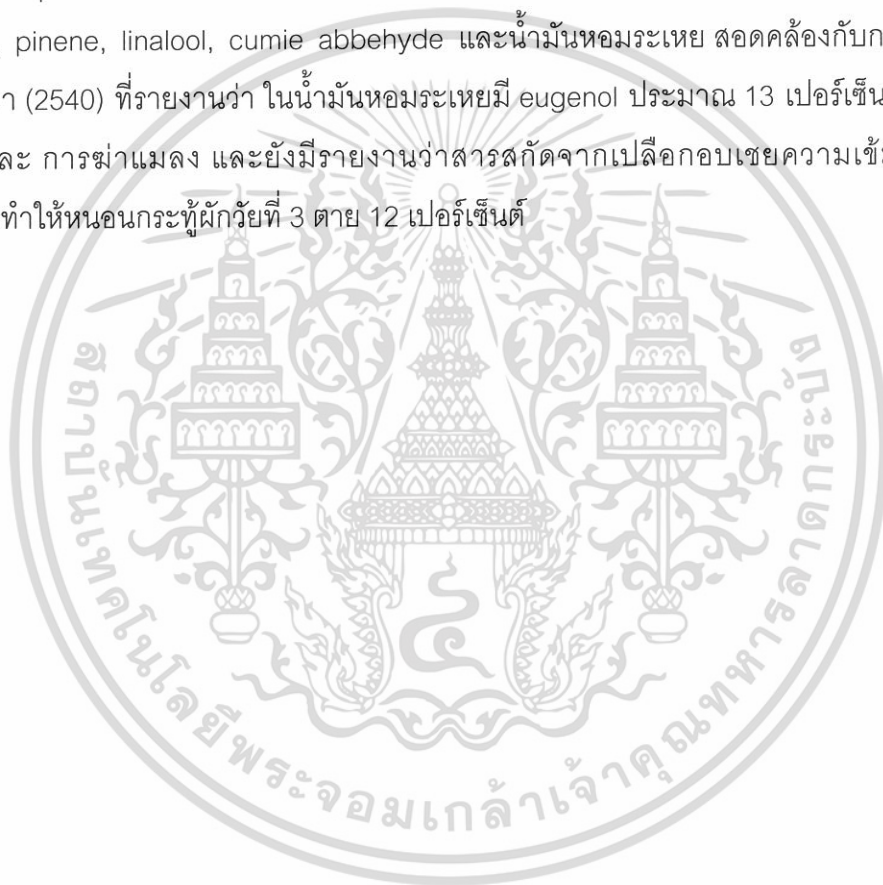 pinene, linalool, cumie abbehyde และน้ำมันหอมระเหย สอดคล้องกับก
า (2540) ที่รายงานว่า ในน้ำมันหอมระเหยมี eugenol ประมาณ 13 เปอร์เซ็น
ละ การฆ่าแมลง และยังมีรายงานว่าสารสกัดจากเปลือกอบเชยความเข้ม
ทำให้หนอนกระทู้ผักวัยที่ 3 ตาย 12 เปอร์เซ็นต์
สถาบันเทคโนโลยีพระจอมเกล้าเจ้าคุณทหารลาดกระบัง